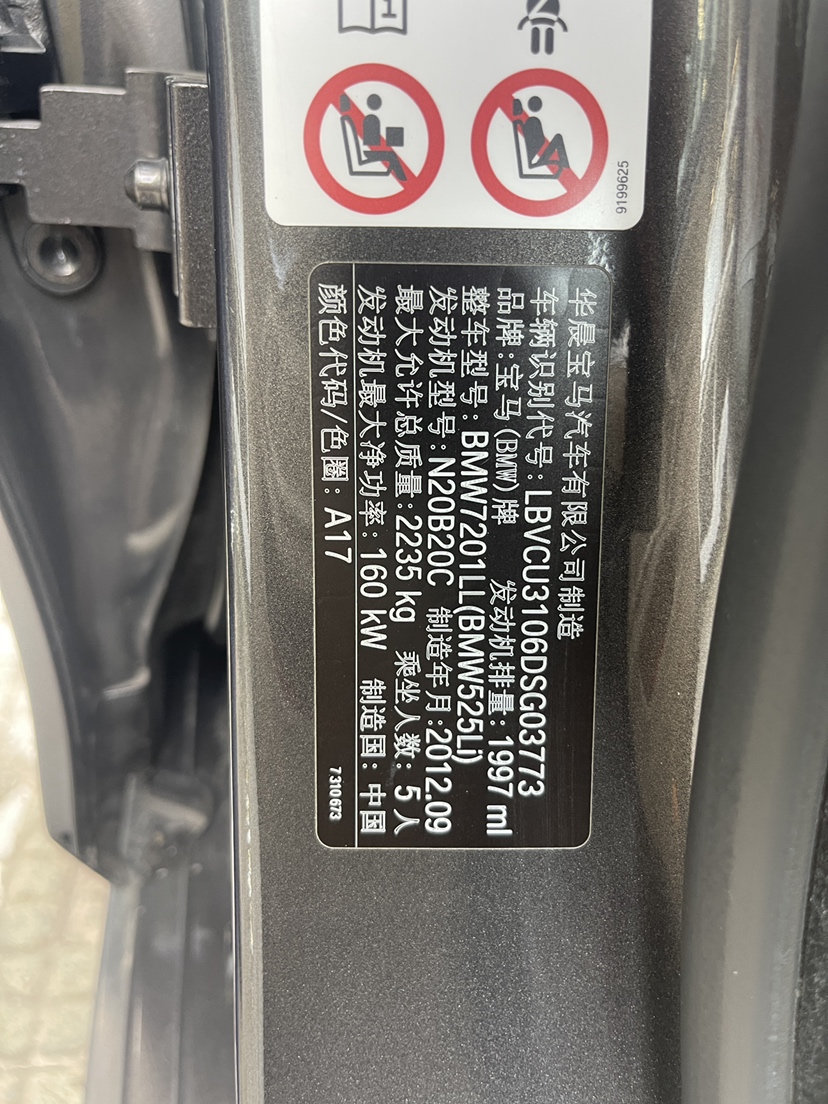 9199625
华晨宝马汽车有限公司制造
车辆识别代号:LBVCU3106DSG03773
品牌:宝马(BMW)牌 发动机排量:1997 ml
整车型号:BMW7201LL(BMW525Li)
发动机型号:N20B20C 制造年月:2012.09
最大允许总质量:2235 kg 乘坐人数:5人
发动机最大净功率:160 kW 制造国:中国
颜色代码/色圈:A17
7 310 673